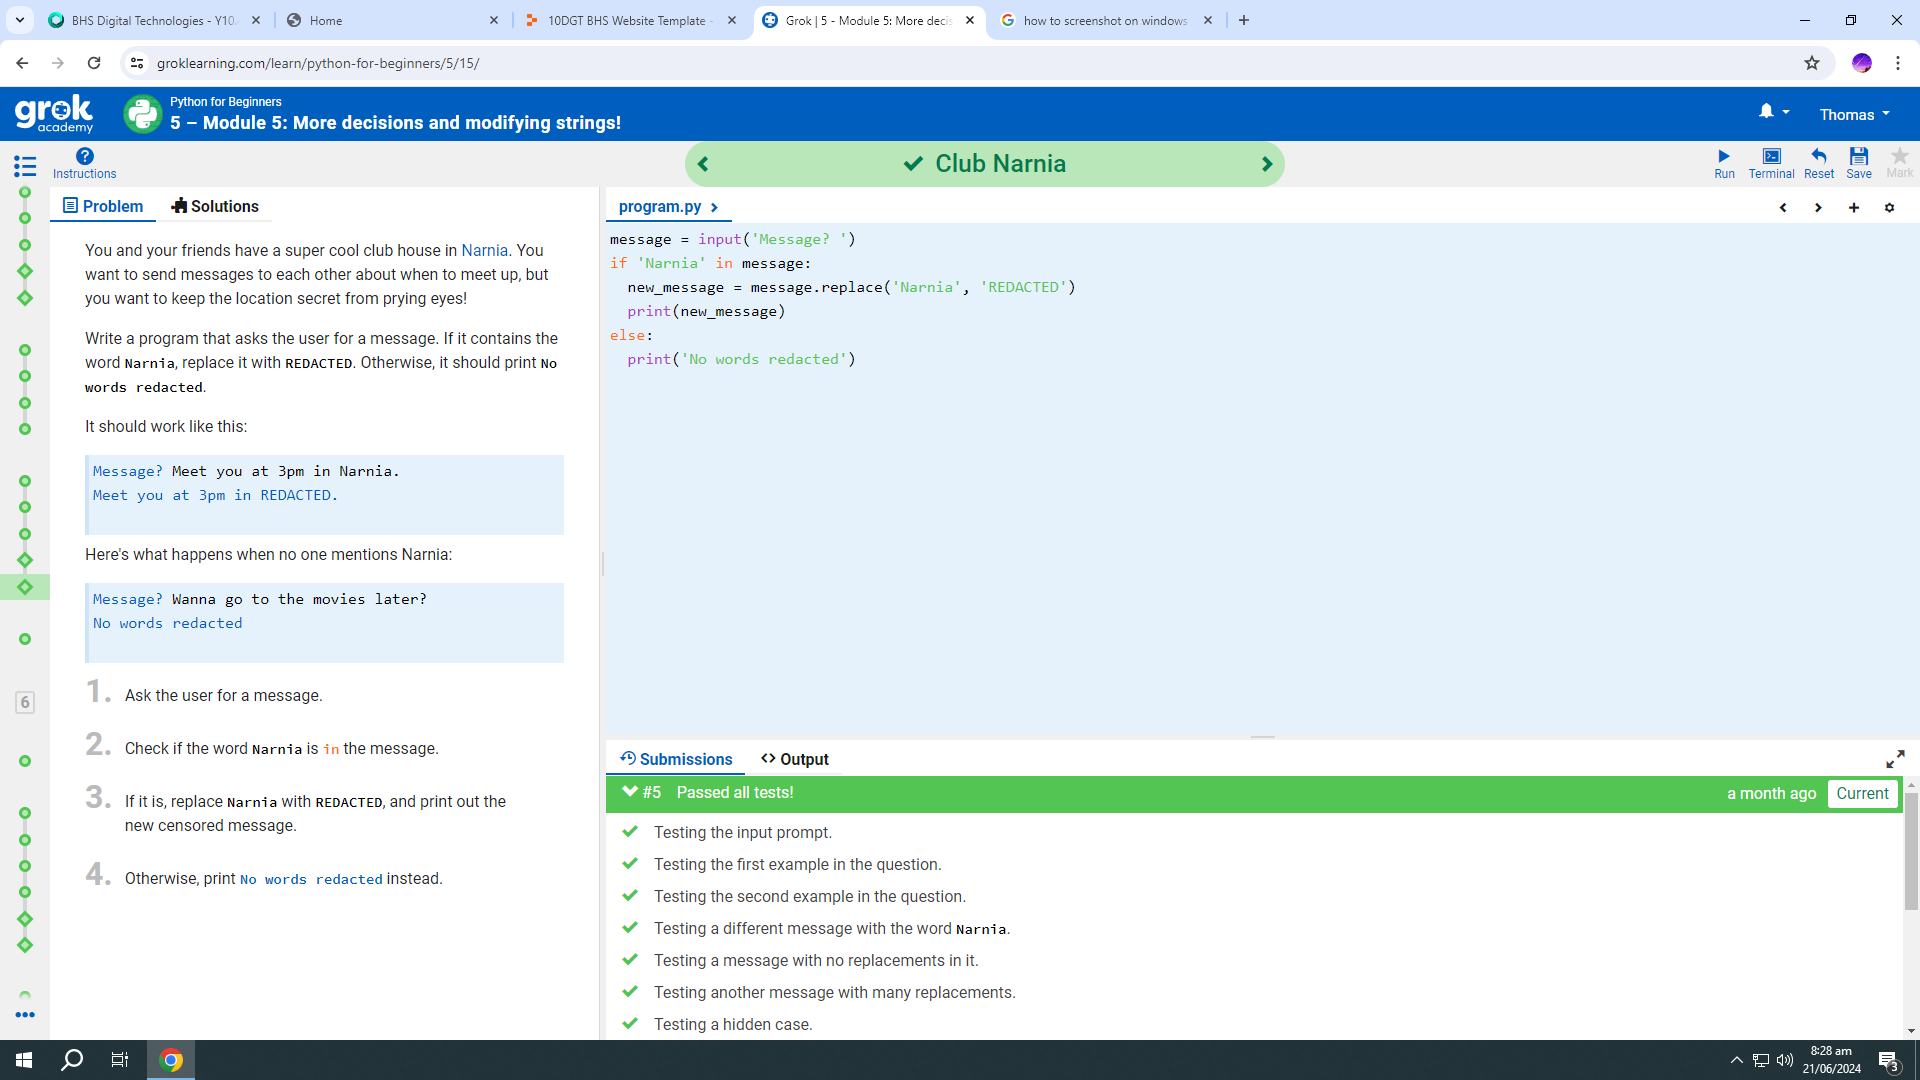 BHS Digital Technologies - Y10
Home
10DGT BHS Website Template -
Grok | 5 - Module 5: More decis
how to screenshot on windows
groklearning.com/learn/python-for-beginners/5/15/
grok
academy
Python for Beginners
5 – Module 5: More decisions and modifying strings!
Thomas
Instructions
Club Narnia
Run
Terminal
Reset
Save
Mark
Problem
Solutions
You and your friends have a super cool club house in Narnia. You
want to send messages to each other about when to meet up, but
you want to keep the location secret from prying eyes!
Write a program that asks the user for a message. If it contains the
word Narnia, replace it with REDACTED. Otherwise, it should print No
words redacted.
It should work like this:
Message? Meet you at 3pm in Narnia.
Meet you at 3pm in REDACTED.
Here's what happens when no one mentions Narnia:
Message? Wanna go to the movies later?
No words redacted
1. Ask the user for a message.
2. Check if the word Narnia is in the message.
3. If it is, replace Narnia with REDACTED, and print out the
new censored message.
4. Otherwise, print No words redacted instead.
6
program.py
message = input('Message? ')
if 'Narnia' in message:
  new_message = message.replace('Narnia', 'REDACTED')
  print(new_message)
else:
  print('No words redacted')
Submissions
Output
#5 Passed all tests!
a month ago
Current
Testing the input prompt.
Testing the first example in the question.
Testing the second example in the question.
Testing a different message with the word Narnia.
Testing a message with no replacements in it.
Testing another message with many replacements.
Testing a hidden case.
8:28 am
21/06/2024
3